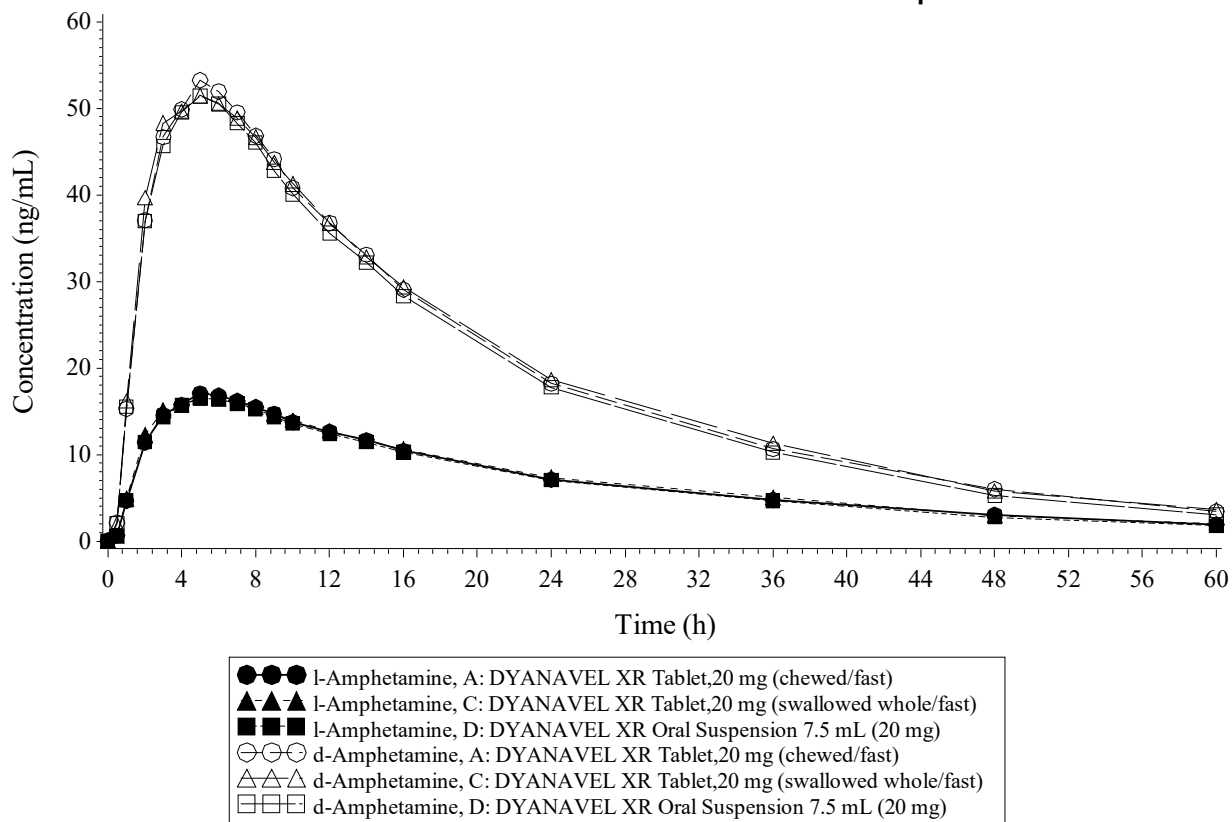 60
50
40
30
20
10
0
Concentration (ng/mL)
0 4 8 12 16 20 24 28 32 36 40 44 48 52 56 60
Time (h)
l-Amphetamine, A: DYANAVEL XR Tablet,20 mg (chewed/fast)
l-Amphetamine, C: DYANAVEL XR Tablet,20 mg (swallowed whole/fast)
l-Amphetamine, D: DYANAVEL XR Oral Suspension 7.5 mL (20 mg)
d-Amphetamine, A: DYANAVEL XR Tablet,20 mg (chewed/fast)
d-Amphetamine, C: DYANAVEL XR Tablet,20 mg (swallowed whole/fast)
d-Amphetamine, D: DYANAVEL XR Oral Suspension 7.5 mL (20 mg)